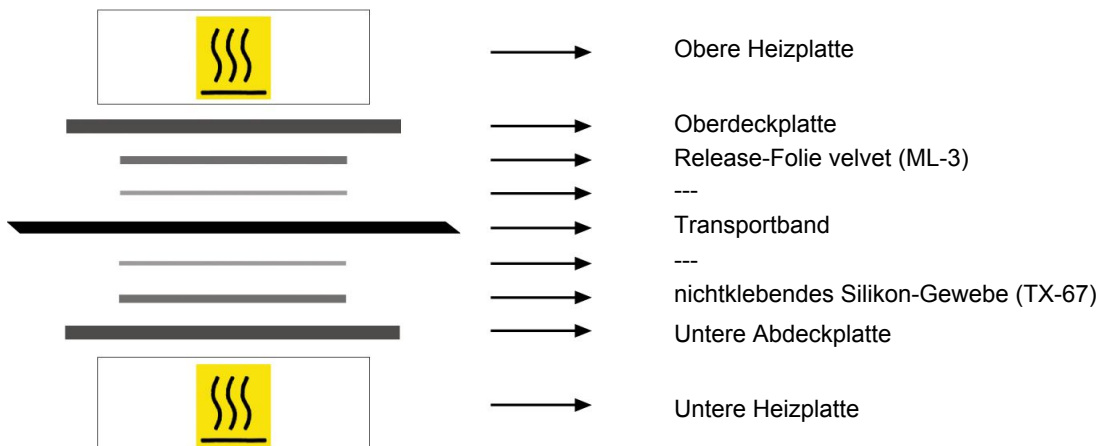 Obere Heizplatte
Oberdeckplatte
Release-Folie velvet (ML-3)
---
Transportband
---
nichtklebendes Silikon-Gewebe (TX-67)
Untere Abdeckplatte
Untere Heizplatte